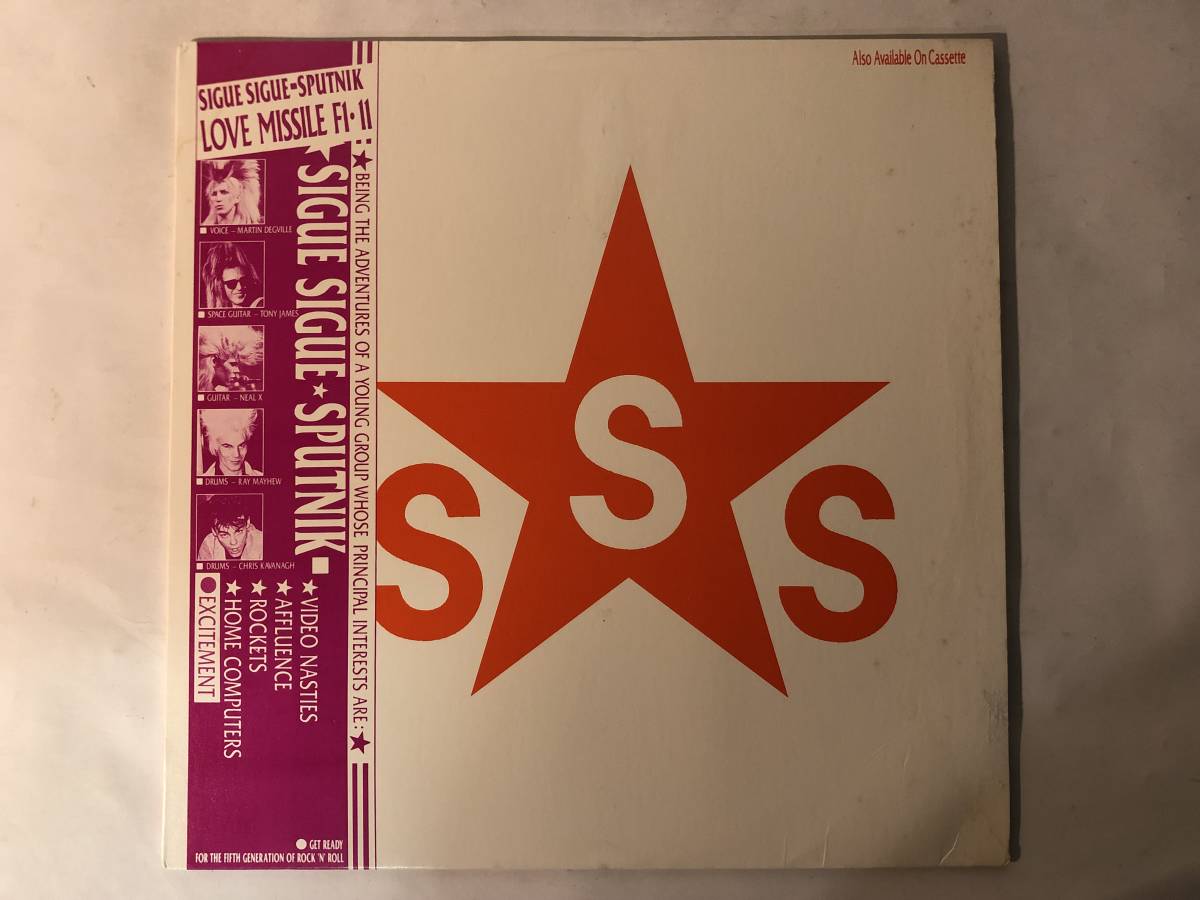 Also Available On Cassette
SIGUE SIGUE-SPUTNIK
LOVE MISSILE F1·11
VOICE – MARTIN DEGVILLE
SPACE GUITAR – TONY JAMES
GUITAR – NEAL X
DRUMS – RAY MAYHEW
DRUMS – CHRIS KAVANAGH
★ BEING THE ADVENTURES OF A YOUNG GROUP WHOSE PRINCIPAL INTERESTS ARE: ★
★ SIGUE SIGUE★SPUTNIK
★ VIDEO NASTIES
★ AFFLUENCE
★ ROCKETS
★ HOME COMPUTERS
● EXCITEMENT
● GET READY
FOR THE FIFTH GENERATION OF ROCK 'N' ROLL
S
S
S